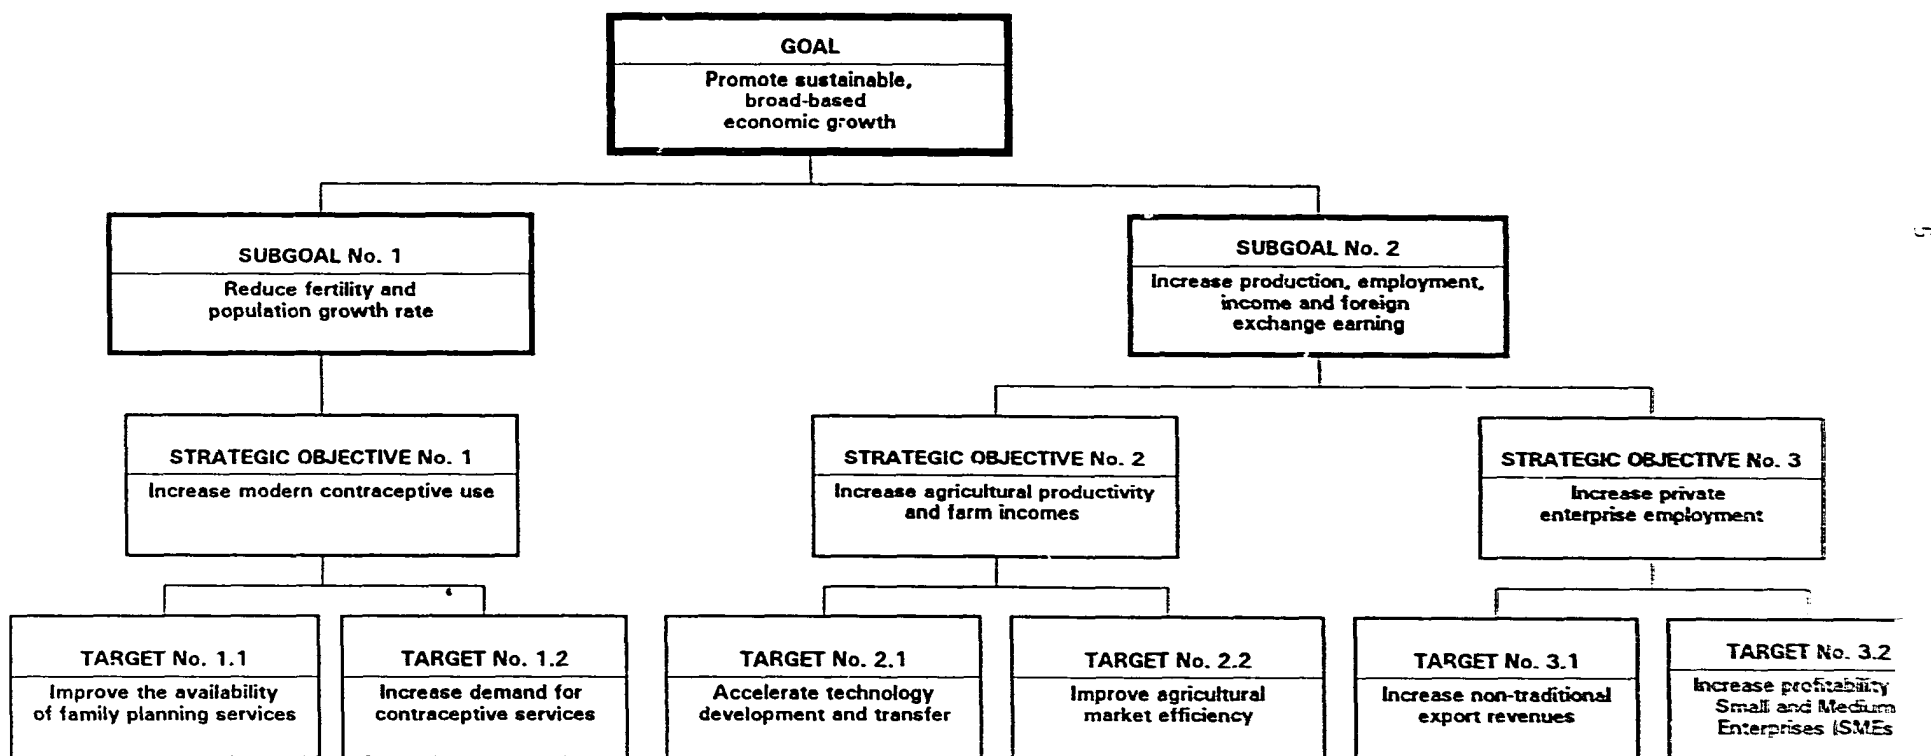 GOAL
Promote sustainable,
broad-based
economic growth
SUBGOAL No. 1
Reduce fertility and
population growth rate
SUBGOAL No. 2
Increase production, employment,
income and foreign
exchange earning
STRATEGIC OBJECTIVE No. 1
Increase modern contraceptive use
STRATEGIC OBJECTIVE No. 2
Increase agricultural productivity
and farm incomes
STRATEGIC OBJECTIVE No. 3
Increase private
enterprise employment
TARGET No. 1.1
Improve the availability
of family planning services
TARGET No. 1.2
Increase demand for
contraceptive services
TARGET No. 2.1
Accelerate technology
development and transfer
TARGET No. 2.2
Improve agricultural
market efficiency
TARGET No. 3.1
Increase non-traditional
export revenues
TARGET No. 3.2
Increase profitability
Small and Medium
Enterprises (SMEs